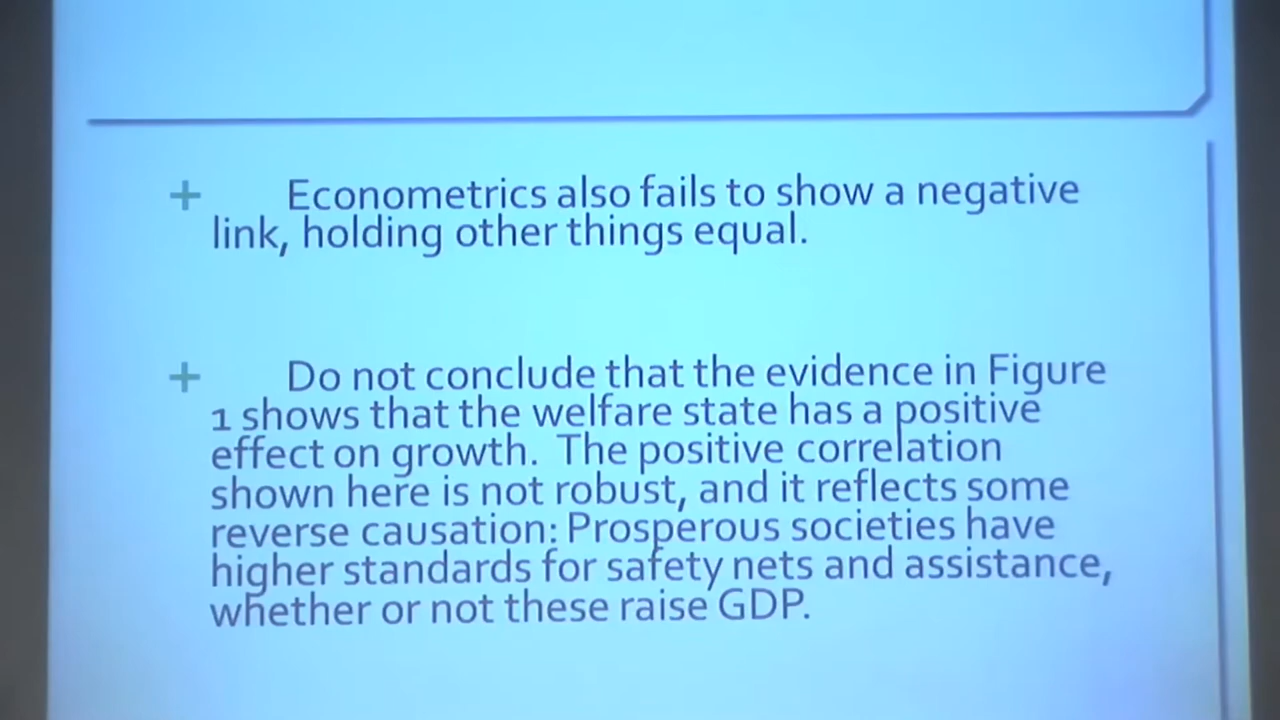 + Econometrics also fails to show a negative
link, holding other things equal.
+ Do not conclude that the evidence in Figure
1 shows that the welfare state has a positive
effect on growth. The positive correlation
shown here is not robust, and it reflects some
reverse causation: Prosperous societies have
higher standards for safety nets and assistance,
whether or not these raise GDP.